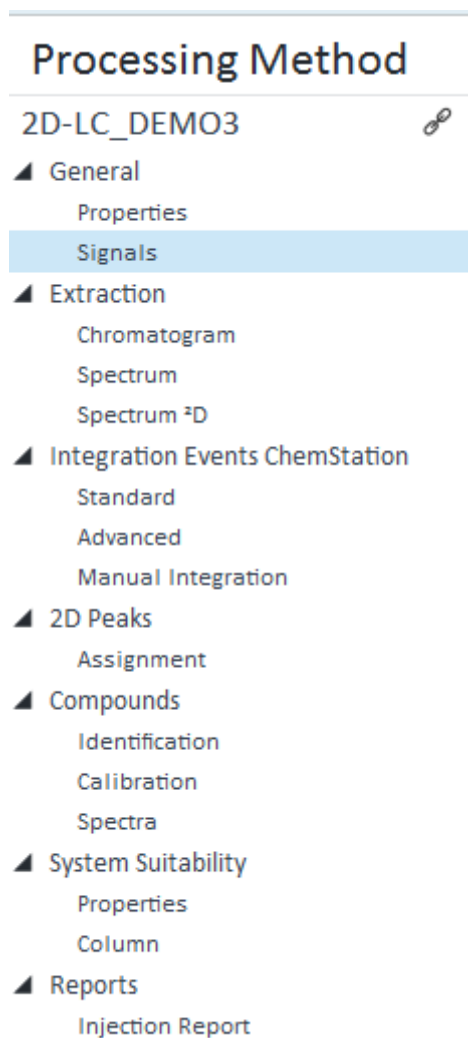 Processing Method
2D-LC_DEMO3
General
Properties
Signals
Extraction
Chromatogram
Spectrum
Spectrum ²D
Integration Events ChemStation
Standard
Advanced
Manual Integration
2D Peaks
Assignment
Compounds
Identification
Calibration
Spectra
System Suitability
Properties
Column
Reports
Injection Report